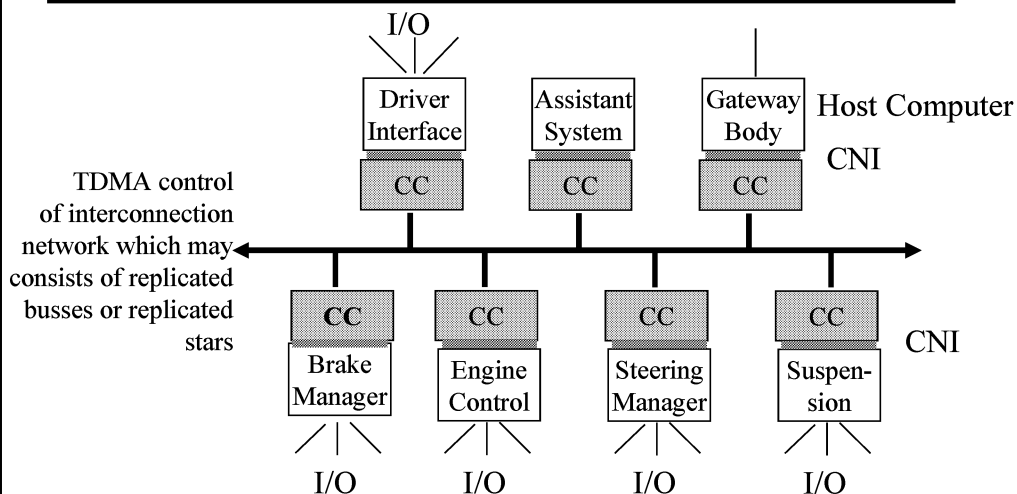 I/O
Driver
Interface
Assistant
System
Gateway
Body
Host Computer
CNI
CC
CC
CC
TDMA control
of interconnection
network which may
consists of replicated
busses or replicated
stars
CC
CC
CC
CC
CNI
Brake
Manager
Engine
Control
Steering
Manager
Suspen-
sion
I/O
I/O
I/O
I/O